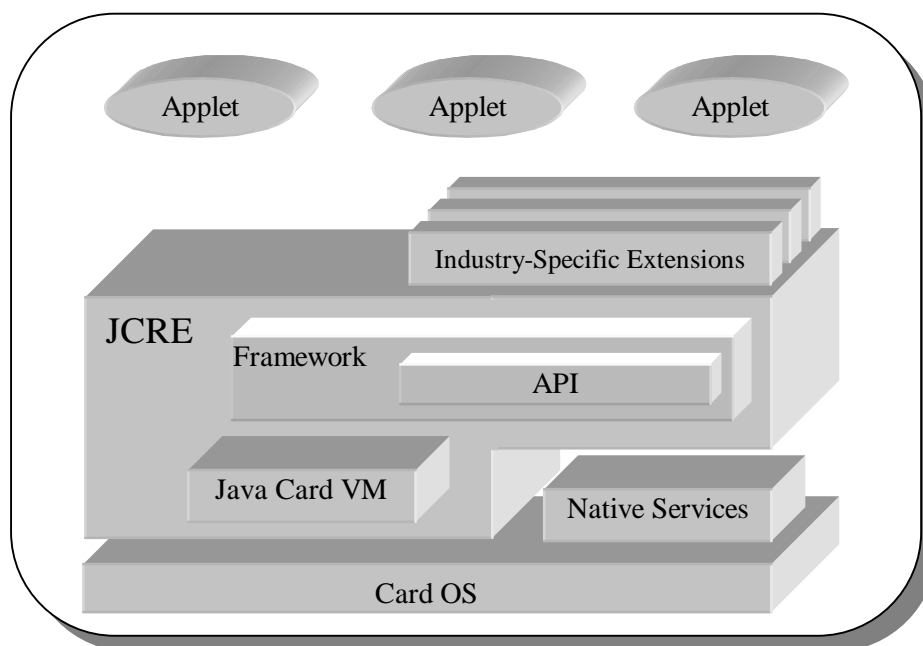 Applet
Applet
Applet
Industry-Specific Extensions
JCRE
Framework
API
Java Card VM
Native Services
Card OS